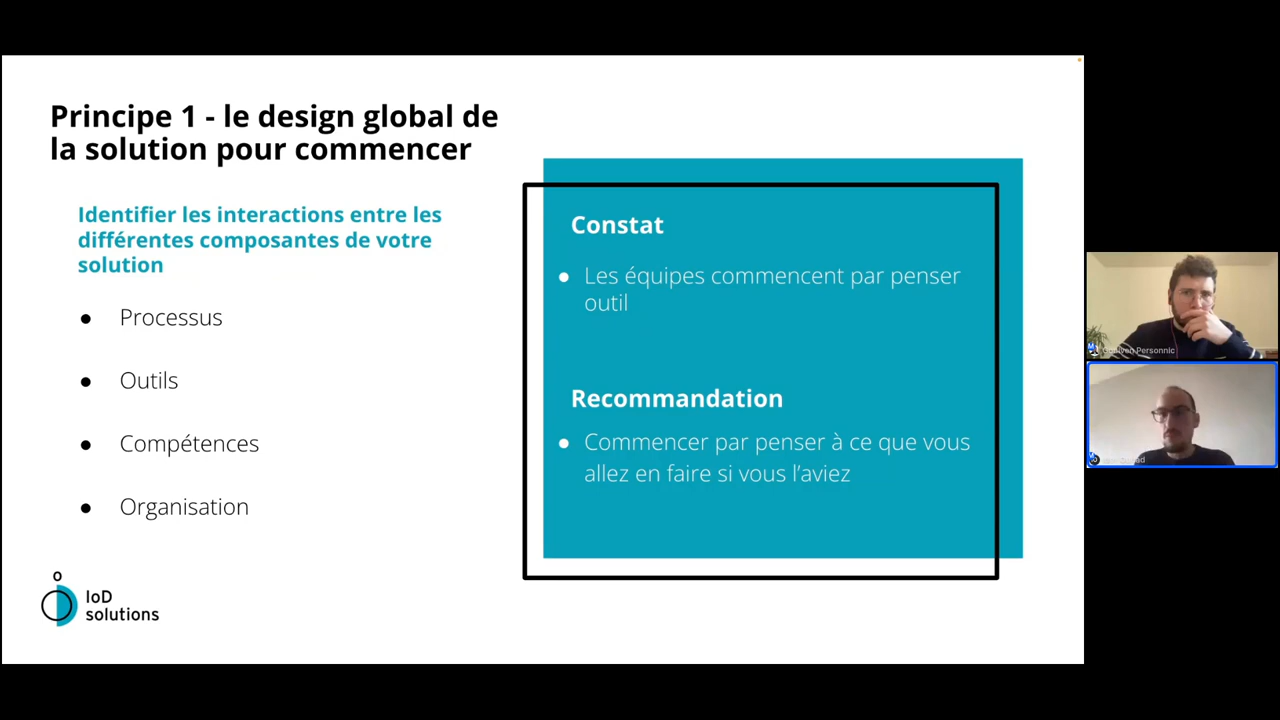 Principe 1 - le design global de
la solution pour commencer
Identifier les interactions entre les
différentes composantes de votre
solution
● Processus
● Outils
● Compétences
● Organisation
Constat
● Les équipes commencent par penser
outil
Recommandation
● Commencer par penser à ce que vous
allez en faire si vous l’aviez
IoD
solutions
Personnic